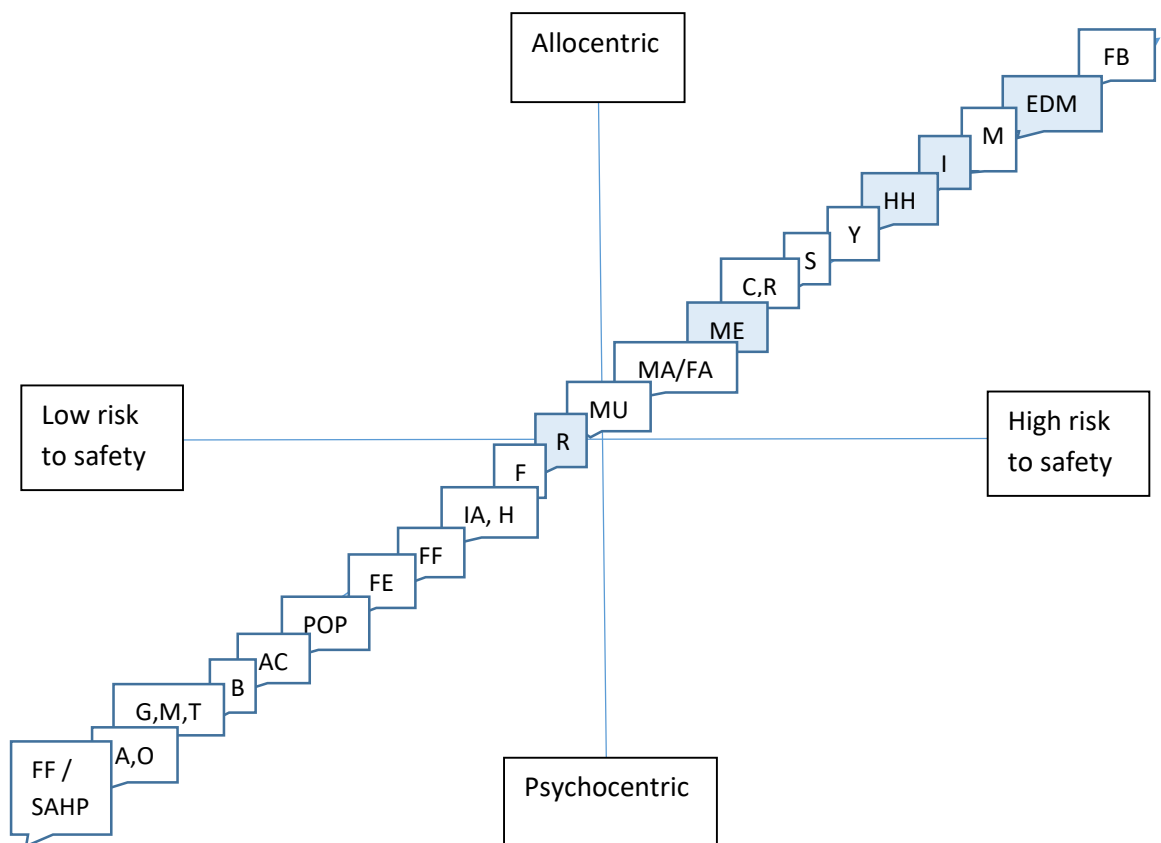 Allocentric
FB
EDM
M
I
HH
Y
S
C,R
ME
MA/FA
MU
Low risk
to safety
High risk
to safety
R
F
IA, H
FF
FE
POP
AC
B
G,M,T
A,O
FF /
SAHP
Psychocentric